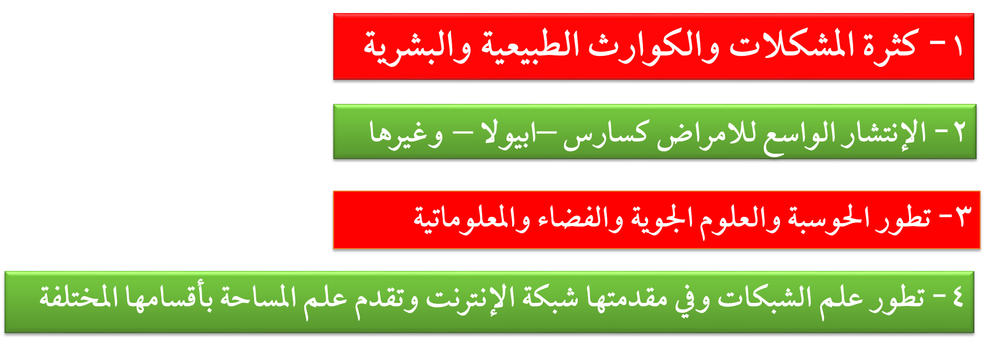 ١- كثرة المشكلات والكوارث الطبيعية والبشرية
٢- الإنتشار الواسع للامراض كسارس –ابيولا – وغيرها
٣- تطور الحوسبة والعلوم الجوية والفضاء والمعلوماتية
٤- تطور علم الشبكات وفي مقدمتها شبكة الإنترنت وتقدم علم المساحة بأقسامها المختلفة